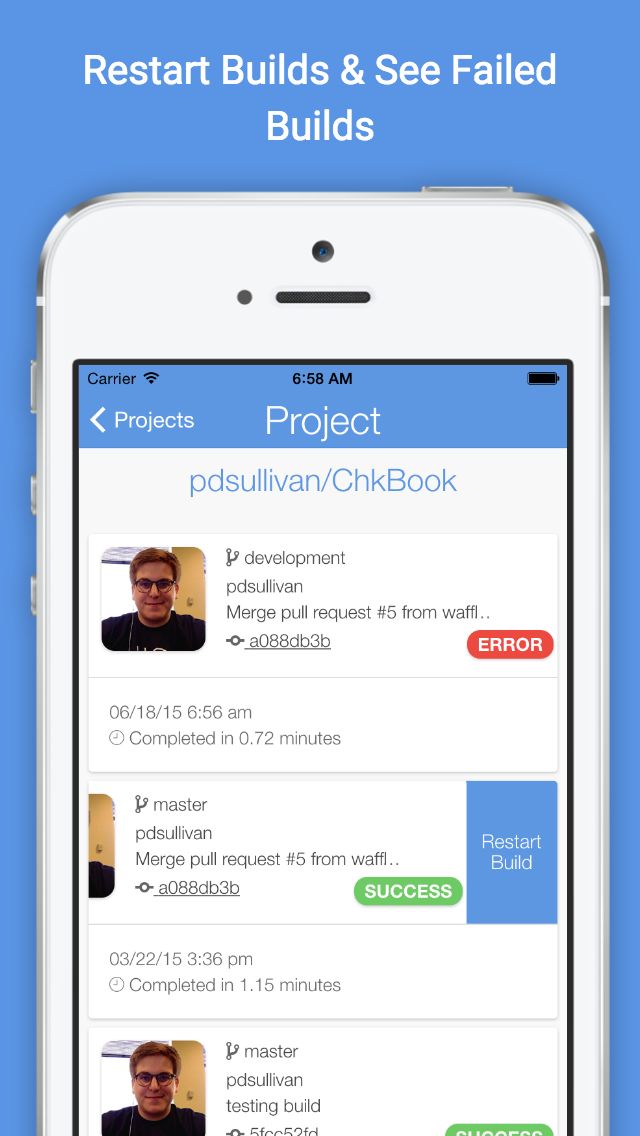 Restart Builds & See Failed
Builds
Carrier 6:58 AM
Projects Project
pdsullivan/ChkBook
development
pdsullivan
Merge pull request #5 from waffl..
a088db3b
ERROR
06/18/15 6:56 am
Completed in 0.72 minutes
master
pdsullivan
Merge pull request #5 from waffl..
a088db3b
SUCCESS
Restart
Build
03/22/15 3:36 pm
Completed in 1.15 minutes
master
pdsullivan
testing build
5fcc52fd
SUCCESS